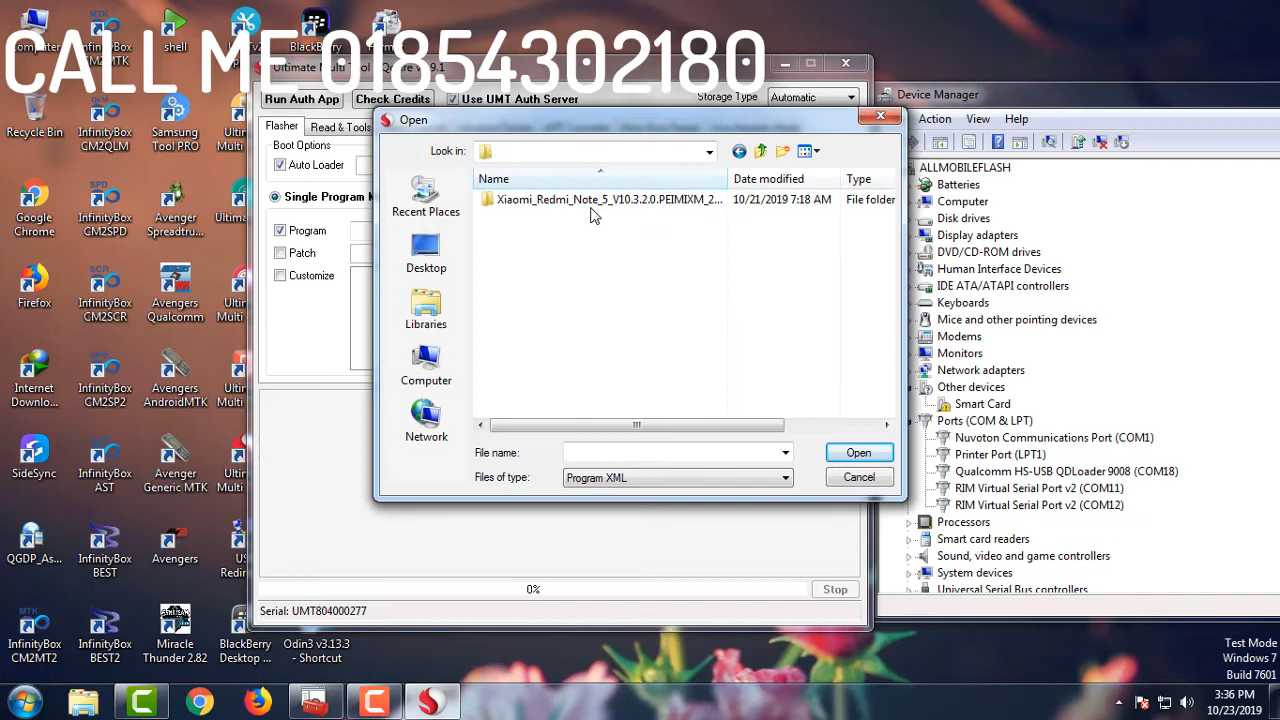 CALL ME 01854302180
Computer
InfinityBox
CM2MTK
shell
BlackBerry
Recycle Bin
InfinityBox
CM2QLM
Samsung
Tool PRO
Google
Chrome
InfinityBox
CM2SPD
Avenger
Spreadtrum
Firefox
InfinityBox
CM2SCR
Avengers
Qualcomm
Internet
Downlo...
InfinityBox
CM2SP2
Avengers
AndroidMTK
SideSync
InfinityBox
AST
Avenger
Generic MTK
QGDP_As...
InfinityBox
BEST
Avengers
InfinityBox
CM2MT2
InfinityBox
BEST2
Miracle
Thunder 2.82
BlackBerry
Desktop ...
Odin3 v3.13.3
- Shortcut
Run Auth App
Check Credits
Use UMT Auth Server
Storage Type
Automatic
Flasher
Read & Tools
Boot Options
Auto Loader
Program
Patch
Customize
0%
Stop
Serial: UMT804000277
Open
Look in:
Name
Date modified
Type
Xiaomi_Redmi_Note_5_V10.3.2.0.PEIMIXM_2...
10/21/2019 7:18 AM
File folder
Recent Places
Desktop
Libraries
Computer
Network
File name:
Open
Files of type:
Program XML
Cancel
Device Manager
Action
View
Help
ALLMOBILEFLASH
Batteries
Computer
Disk drives
Display adapters
DVD/CD-ROM drives
Human Interface Devices
IDE ATA/ATAPI controllers
Keyboards
Mice and other pointing devices
Modems
Monitors
Network adapters
Other devices
Smart Card
Ports (COM & LPT)
Nuvoton Communications Port (COM1)
Printer Port (LPT1)
Qualcomm HS-USB QDLoader 9008 (COM18)
RIM Virtual Serial Port v2 (COM11)
RIM Virtual Serial Port v2 (COM12)
Processors
Smart card readers
Sound, video and game controllers
System devices
Universal Serial Bus controllers
Test Mode
Windows 7
Build 7601
3:36 PM
10/23/2019